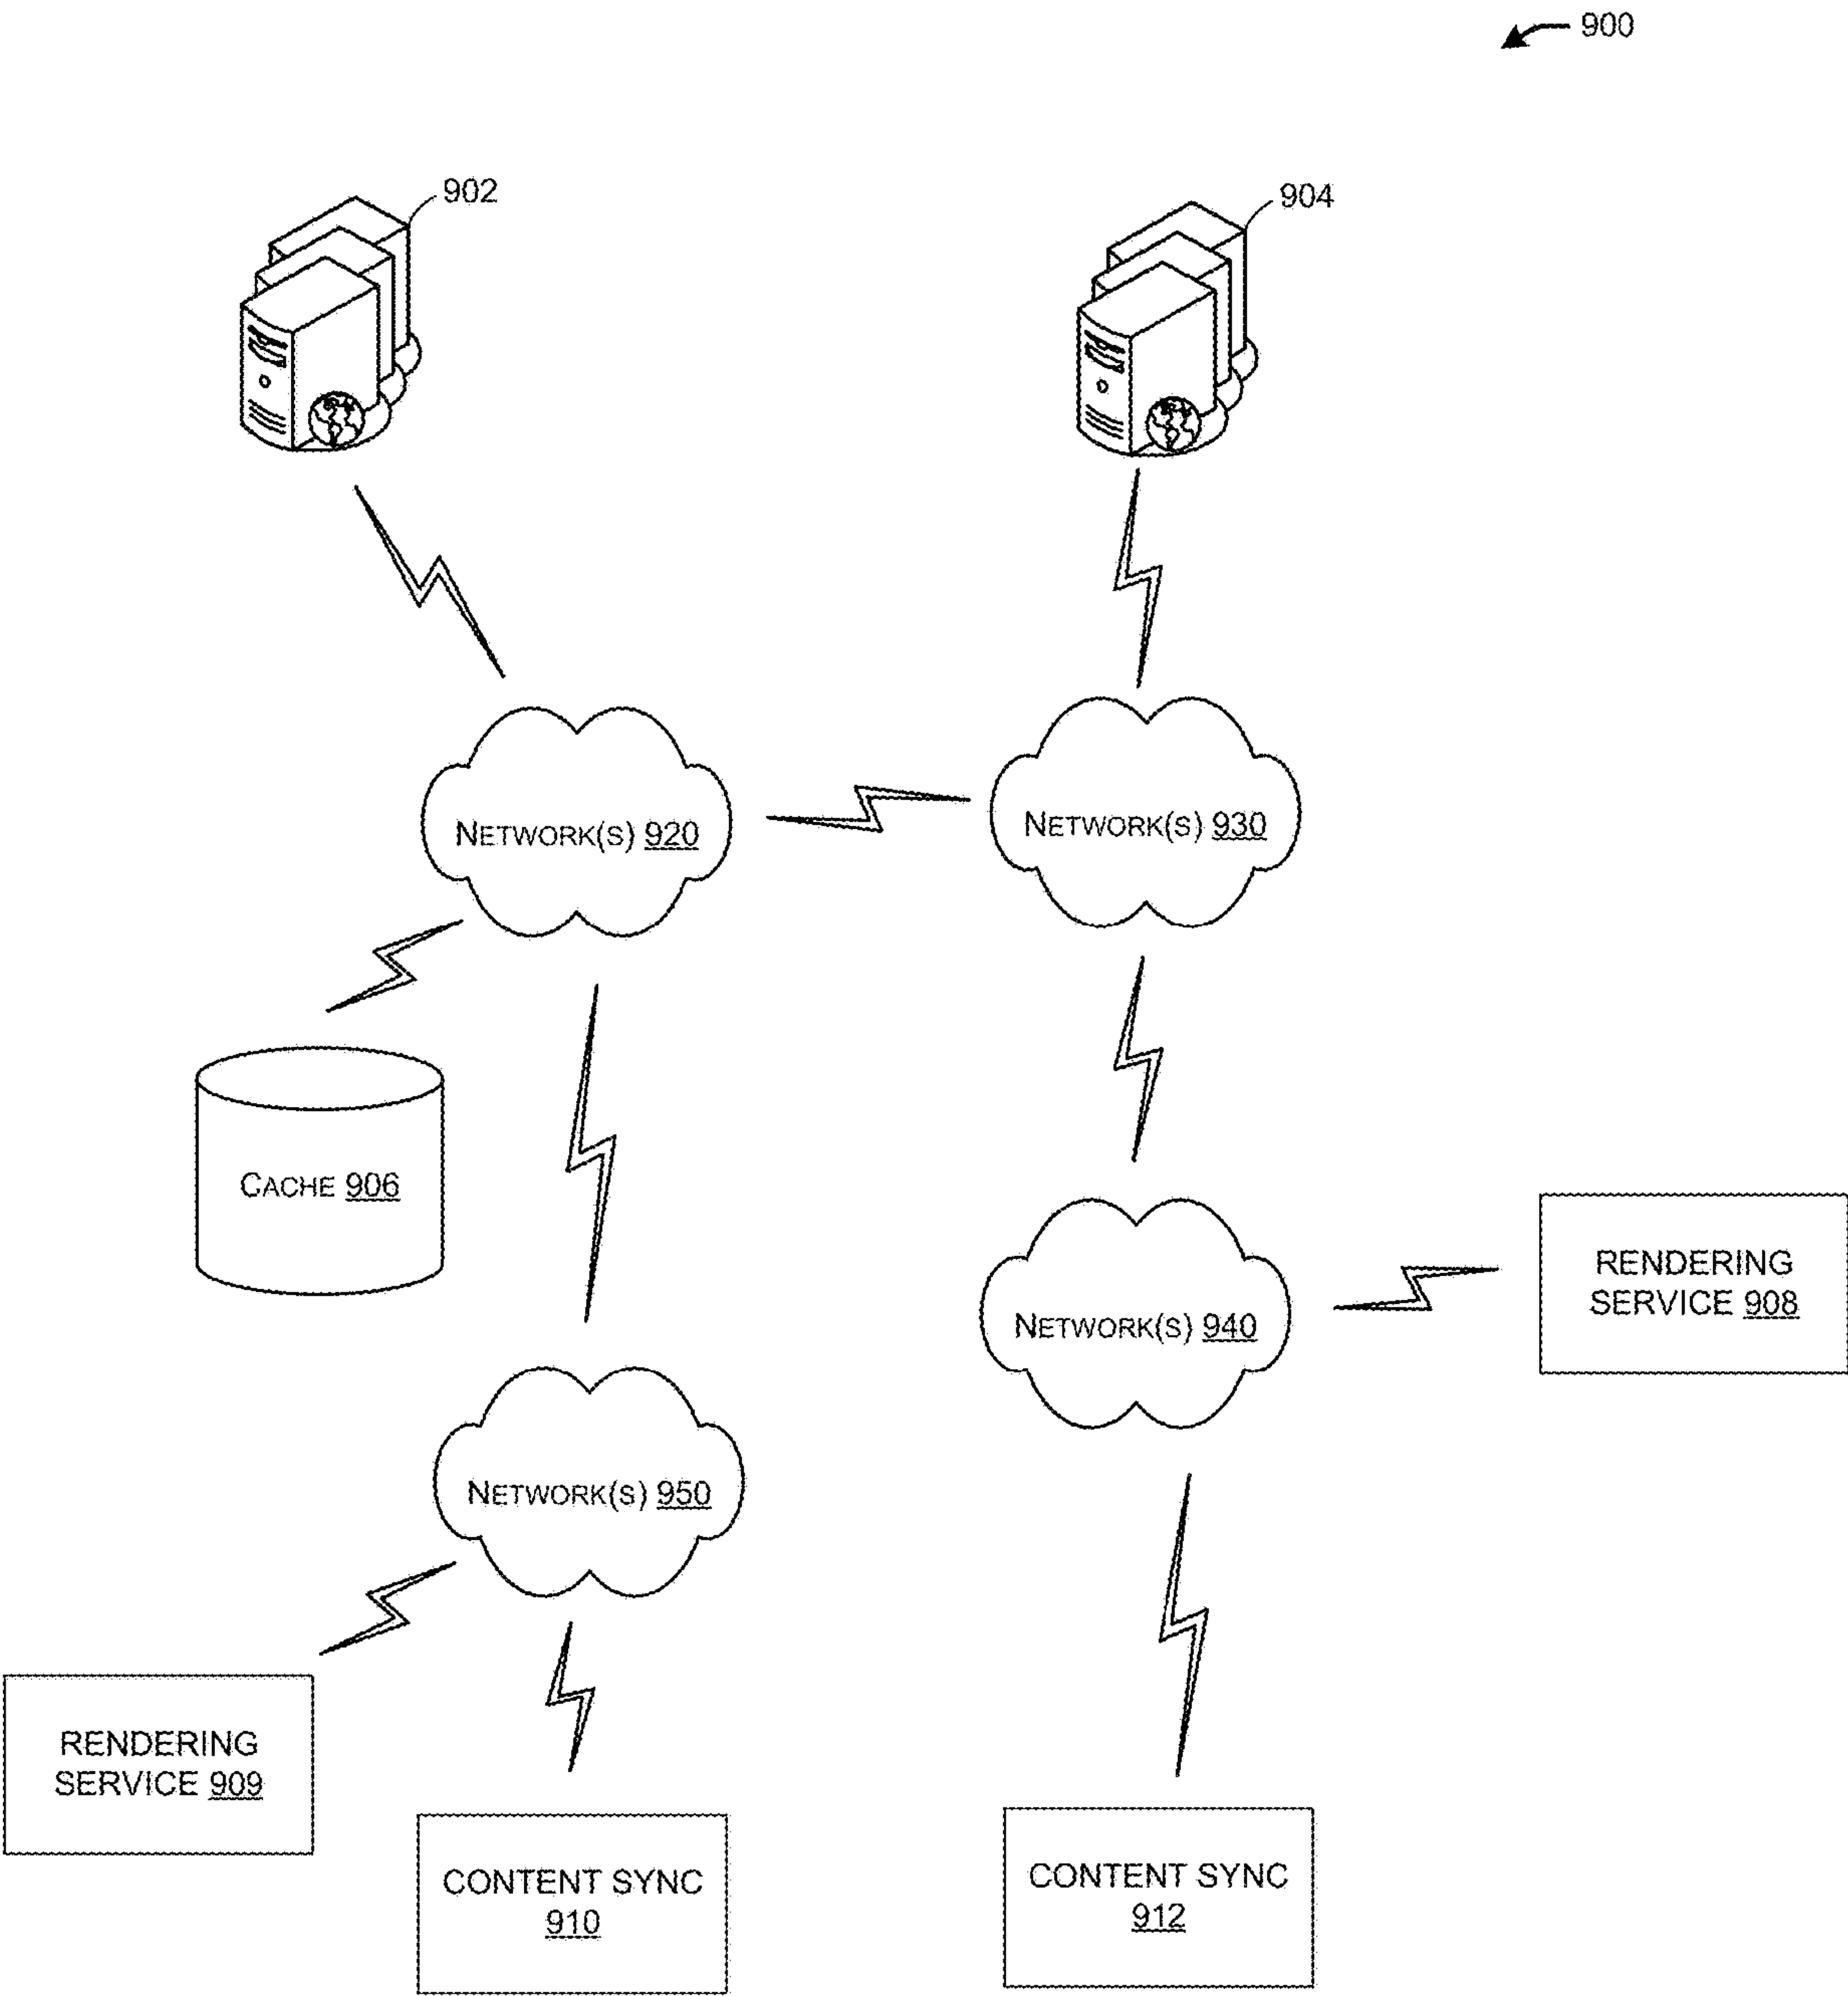 900
902
904
NETWORK(S) 920
NETWORK(S) 930
CACHE 906
RENDERING
SERVICE 908
NETWORK(S) 940
NETWORK(S) 950
RENDERING
SERVICE 909
CONTENT SYNC
910
CONTENT SYNC
912